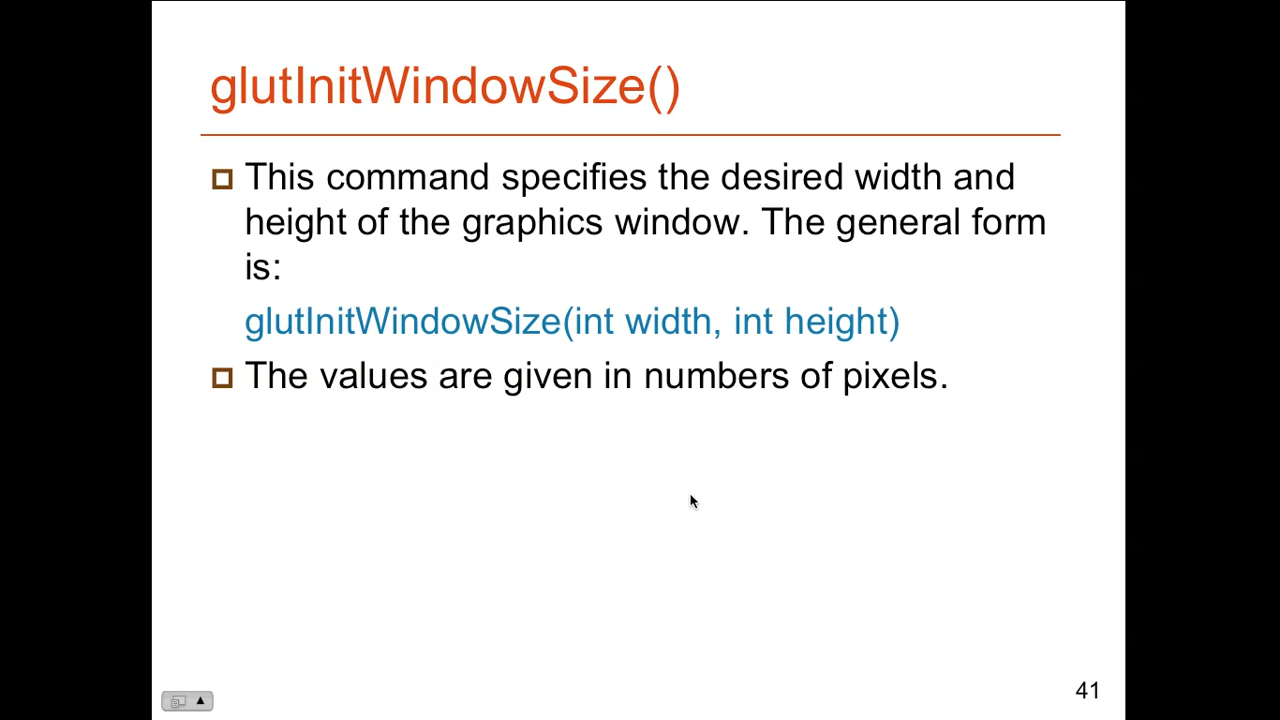 glutInitWindowSize()
This command specifies the desired width and
height of the graphics window. The general form
is:
glutInitWindowSize(int width, int height)
The values are given in numbers of pixels.
41